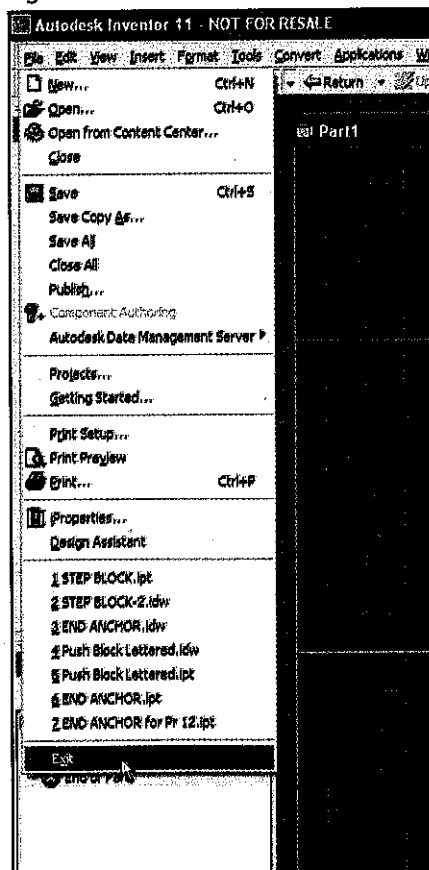 Autodesk Inventor 11 - NOT FOR RESALE
File Edit View Insert Format Tools Convert Applications
New... Ctrl+N
Return
Open... Ctrl+O
Open from Content Center...
Part1
Close
Save Ctrl+S
Save Copy As...
Save All
Close All
Publish...
Component Authoring
Autodesk Data Management Server
Projects...
Getting Started...
Print Setup...
Print Preview
Print... Ctrl+P
iProperties...
Design Assistant
1 STEP BLOCK.ipt
2 STEP BLOCK-2.idw
3 END ANCHOR.idw
4 Push Block Lettered.idw
5 Push Block Lettered.ipt
6 END ANCHOR.ipt
7 END ANCHOR for Pr 12.ipt
Exit
End of Part